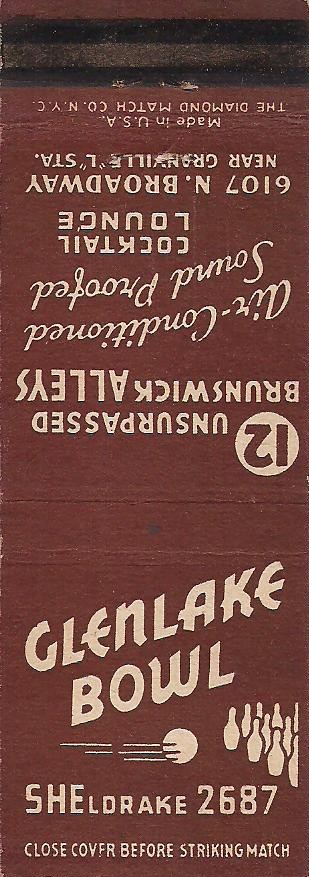 GLENLAKE
BOWL
SHELDRAKE 2687
CLOSE COVER BEFORE STRIKING MATCH
12 UNSURPASSED
BRUNSWICK ALLEYS
Air-Conditioned
Sound Proofed
COCKTAIL
LOUNGE
6107 N. BROADWAY
NEAR GRANVILLE "L" STA.
Made in U.S.A.
THE DIAMOND MATCH CO. N.Y.C.